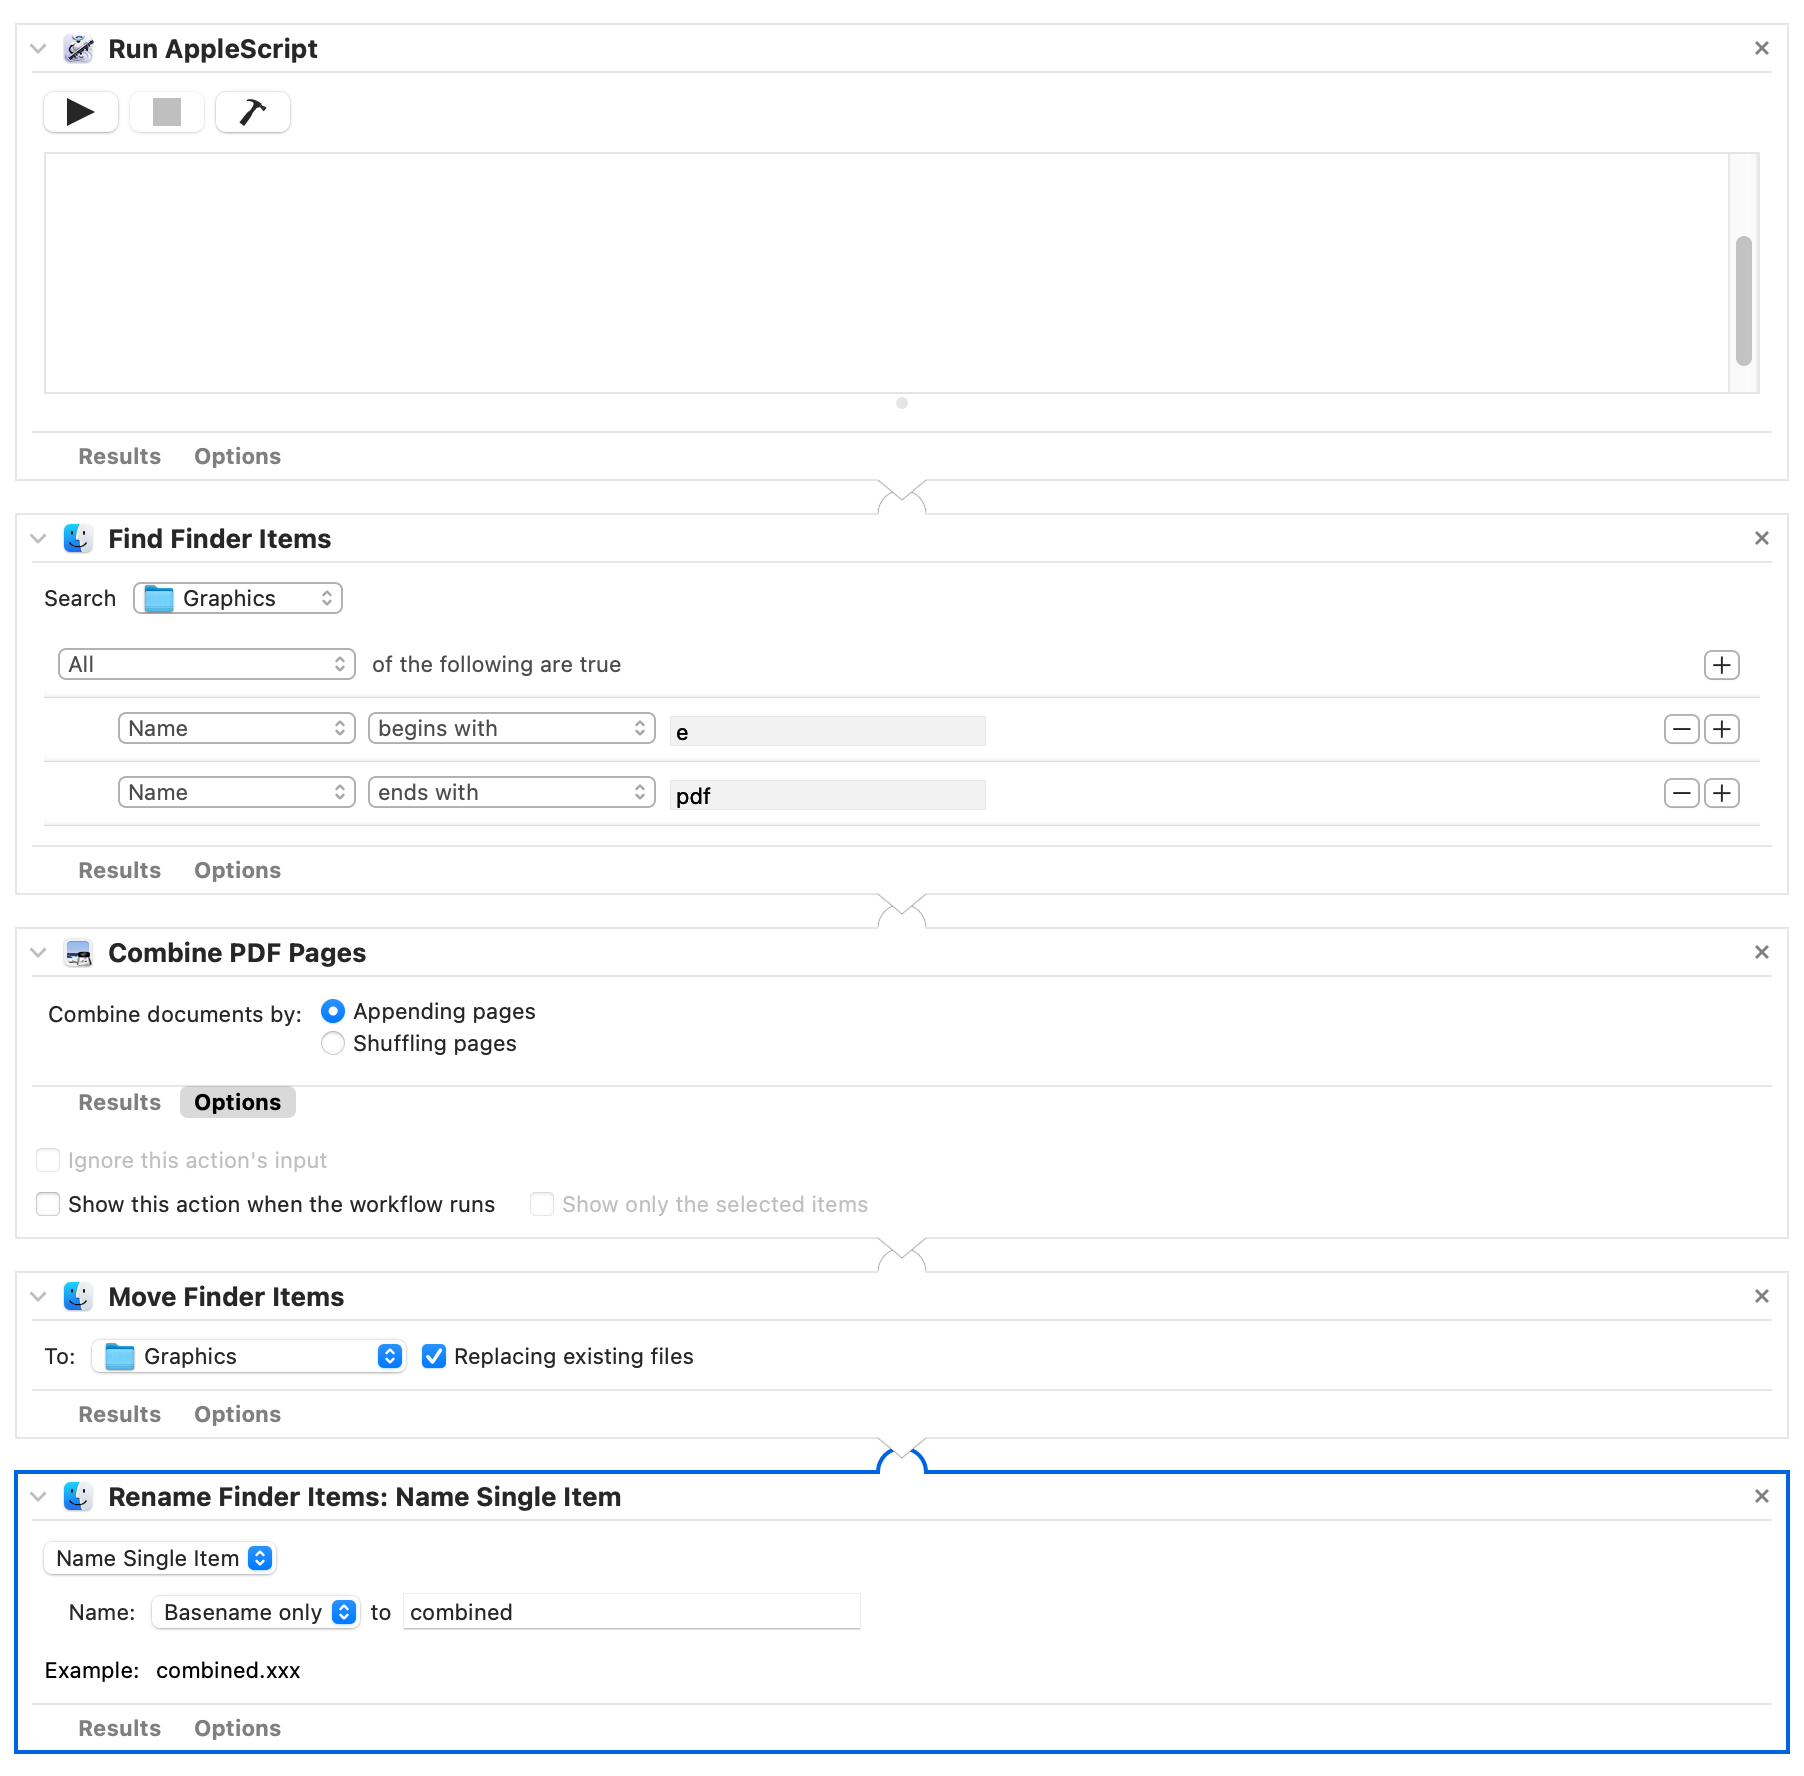 Run AppleScript
Results Options
Find Finder Items
Search Graphics
All of the following are true
Name begins with e
Name ends with pdf
Results Options
Combine PDF Pages
Combine documents by: Appending pages
Shuffling pages
Results Options
Ignore this action's input
Show this action when the workflow runs Show only the selected items
Move Finder Items
To: Graphics Replacing existing files
Results Options
Rename Finder Items: Name Single Item
Name Single Item
Name: Basename only to combined
Example: combined.xxx
Results Options